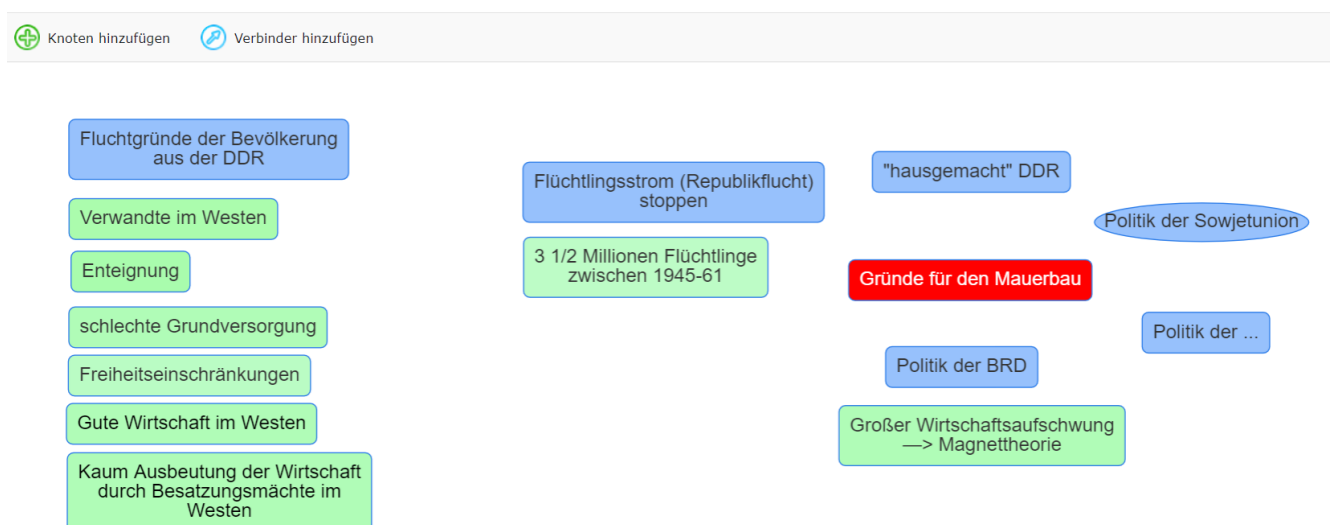 Knoten hinzufügen
Verbinder hinzufügen
Fluchtgründe der Bevölkerung
aus der DDR
Verwandte im Westen
Enteignung
schlechte Grundversorgung
Freiheitseinschränkungen
Gute Wirtschaft im Westen
Kaum Ausbeutung der Wirtschaft
durch Besatzungsmächte im
Westen
Flüchtlingsstrom (Republikflucht)
stoppen
3 1/2 Millionen Flüchtlinge
zwischen 1945-61
"hausgemacht" DDR
Politik der Sowjetunion
Gründe für den Mauerbau
Politik der ...
Politik der BRD
Großer Wirtschaftsaufschwung
—> Magnettheorie